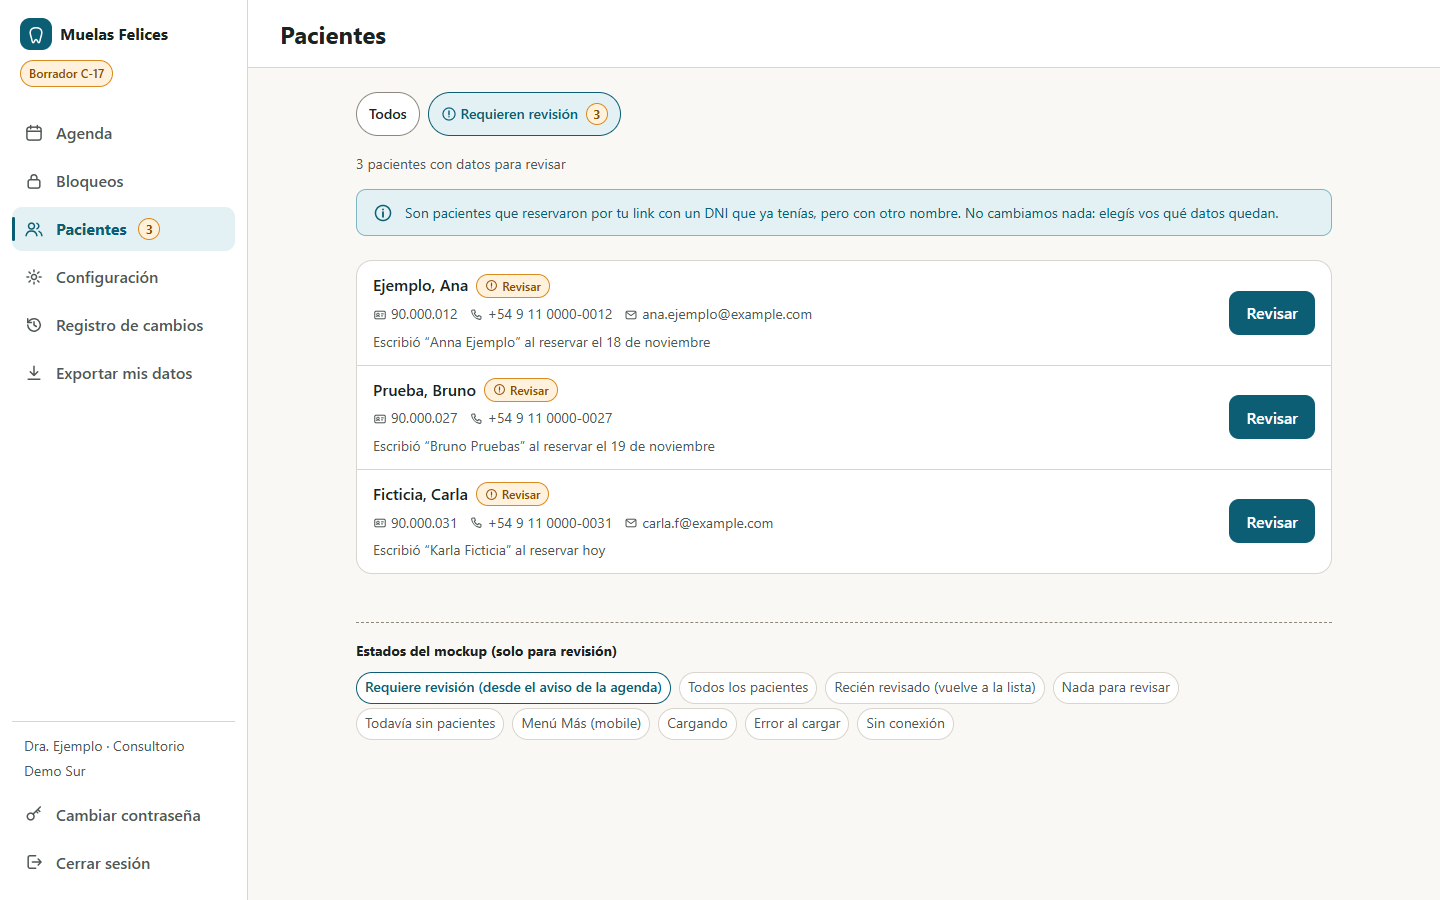 Muelas Felices
Borrador C-17
Agenda
Bloqueos
Pacientes 3
Configuración
Registro de cambios
Exportar mis datos
Dra. Ejemplo · Consultorio
Demo Sur
Cambiar contraseña
Cerrar sesión
Pacientes
Todos
Requieren revisión 3
3 pacientes con datos para revisar
Son pacientes que reservaron por tu link con un DNI que ya tenías, pero con otro nombre. No cambiamos nada: elegís vos qué datos quedan.
Ejemplo, Ana Revisar
90.000.012 +54 9 11 0000-0012 ana.ejemplo@example.com
Escribió “Anna Ejemplo” al reservar el 18 de noviembre
Revisar
Prueba, Bruno Revisar
90.000.027 +54 9 11 0000-0027
Escribió “Bruno Pruebas” al reservar el 19 de noviembre
Revisar
Ficticia, Carla Revisar
90.000.031 +54 9 11 0000-0031 carla.f@example.com
Escribió “Karla Ficticia” al reservar hoy
Revisar
Estados del mockup (solo para revisión)
Requiere revisión (desde el aviso de la agenda) Todos los pacientes Recién revisado (vuelve a la lista) Nada para revisar
Todavía sin pacientes Menú Más (mobile) Cargando Error al cargar Sin conexión